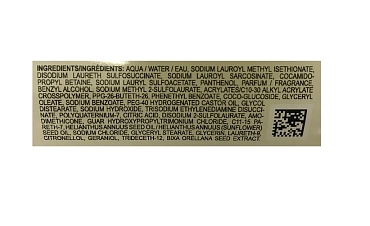 INGREDIENTS/INGRÉDIENTS: AQUA / WATER / EAU, SODIUM LAUROYL METHYL ISETHIONATE,
DISODIUM LAURETH SULFOSUCCINATE, SODIUM LAUROYL SARCOSINATE, COCAMIDO-
PROPYL BETAINE, SODIUM LAURYL SULFOACETATE, PANTHENOL, PARFUM / FRAGRANCE,
BENZYL ALCOHOL, SODIUM METHYL 2-SULFOLAURATE, ACRYLATES/C10-30 ALKYL ACRYLATE
CROSSPOLYMER, PPG-26-BUTETH-26, PHENETHYL BENZOATE, COCO-GLUCOSIDE, GLYCERYL
OLEATE, SODIUM BENZOATE, PEG-40 HYDROGENATED CASTOR OIL, GLYCOL
DISTEARATE, SODIUM HYDROXIDE, TRISODIUM ETHYLENEDIAMINE DISUCCI-
NATE, POLYQUATERNIUM-7, CITRIC ACID, DISODIUM 2-SULFOLAURATE, AMO-
DIMETHICONE, GUAR HYDROXYPROPYLTRIMONIUM CHLORIDE, C11-15 PA-
RETH-7, HELIANTHUS ANNUUS SEED OIL/HELIANTHUS ANNUUS (SUNFLOWER)
SEED OIL, SODIUM CHLORIDE, GLYCERYL STEARATE, GLYCERIN, LAURETH-9,
CITRONELLOL, GERANIOL, TRIDECETH-12, BIXA ORELLANA SEED EXTRACT.